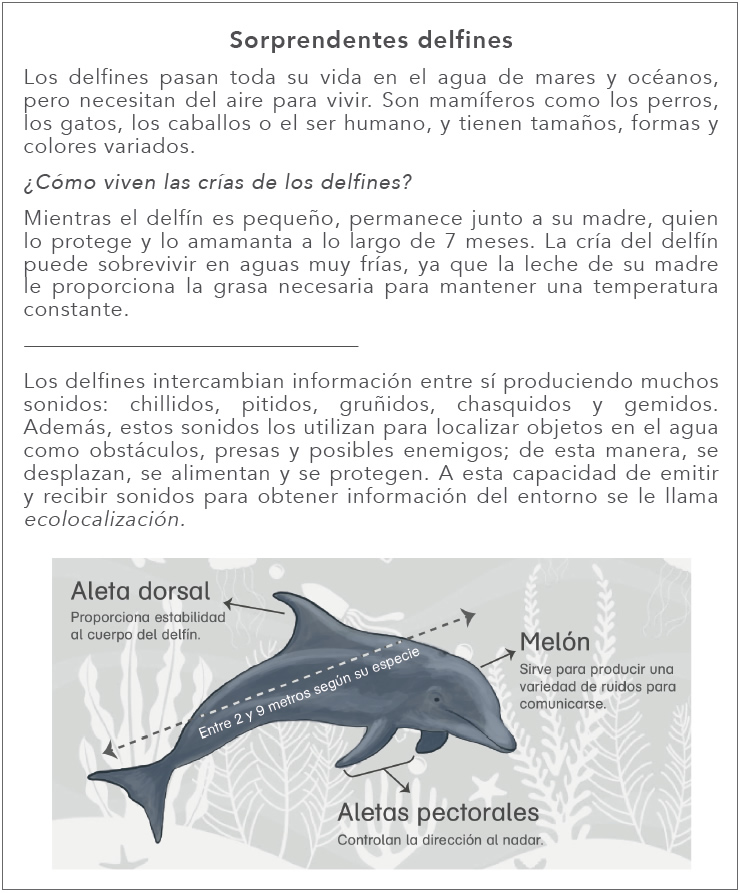 Sorprendentes delfines
Los delfines pasan toda su vida en el agua de mares y océanos,
pero necesitan del aire para vivir. Son mamíferos como los perros,
los gatos, los caballos o el ser humano, y tienen tamaños, formas y
colores variados.
¿Cómo viven las crías de los delfines?
Mientras el delfín es pequeño, permanece junto a su madre, quien
lo protege y lo amamanta a lo largo de 7 meses. La cría del delfín
puede sobrevivir en aguas muy frías, ya que la leche de su madre
le proporciona la grasa necesaria para mantener una temperatura
constante.
Los delfines intercambian información entre sí produciendo muchos
sonidos: chillidos, pitidos, gruñidos, chasquidos y gemidos.
Además, estos sonidos los utilizan para localizar objetos en el agua
como obstáculos, presas y posibles enemigos; de esta manera, se
desplazan, se alimentan y se protegen. A esta capacidad de emitir
y recibir sonidos para obtener información del entorno se le llama
ecolocalización.
Aleta dorsal
Proporciona estabilidad
al cuerpo del delfín.
Entre 2 y 9 metros según su especie
Melón
Sirve para producir una
variedad de ruidos para
comunicarse.
Aletas pectorales
Controlan la dirección al nadar.